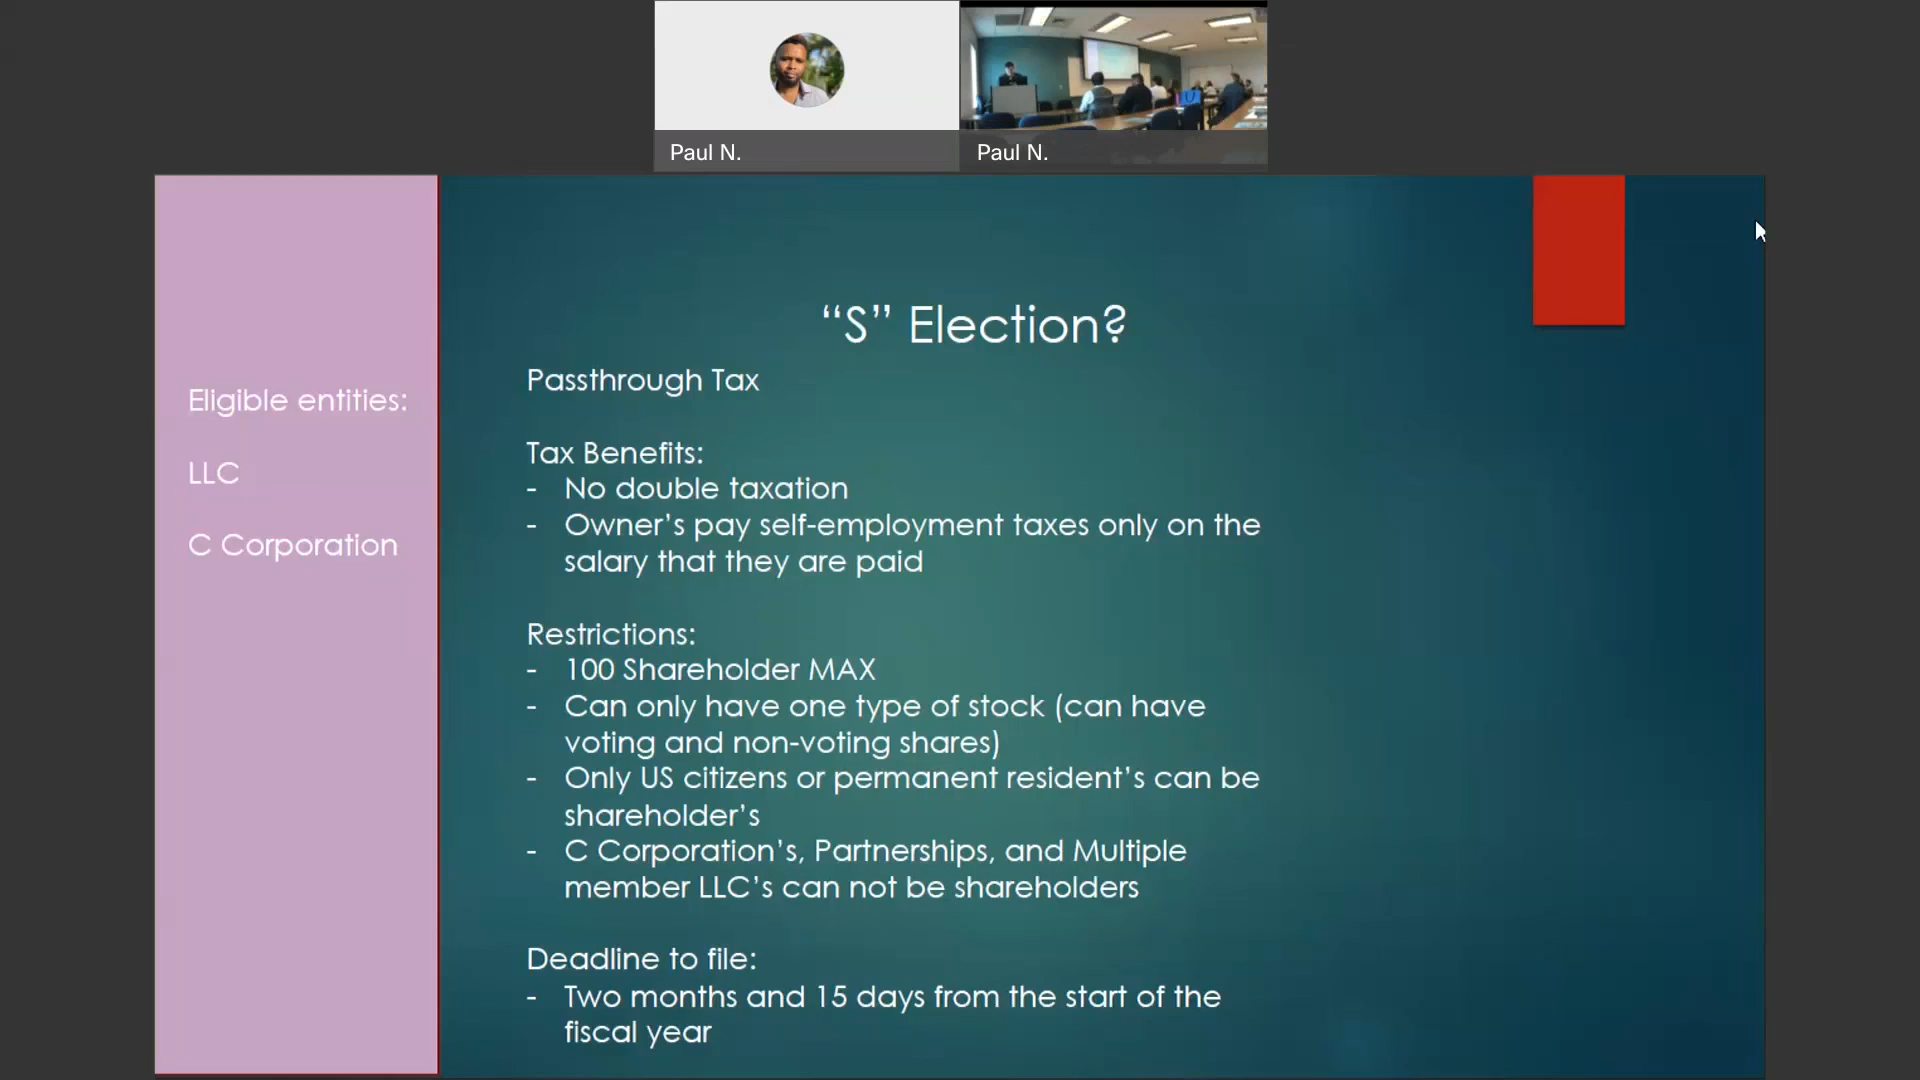 Paul N.
Paul N.
Eligible entities:
LLC
C Corporation
“S” Election?
Passthrough Tax
Tax Benefits:
- No double taxation
- Owner’s pay self-employment taxes only on the
salary that they are paid
Restrictions:
- 100 Shareholder MAX
- Can only have one type of stock (can have
voting and non-voting shares)
- Only US citizens or permanent resident’s can be
shareholder’s
- C Corporation’s, Partnerships, and Multiple
member LLC’s can not be shareholders
Deadline to file:
- Two months and 15 days from the start of the
fiscal year